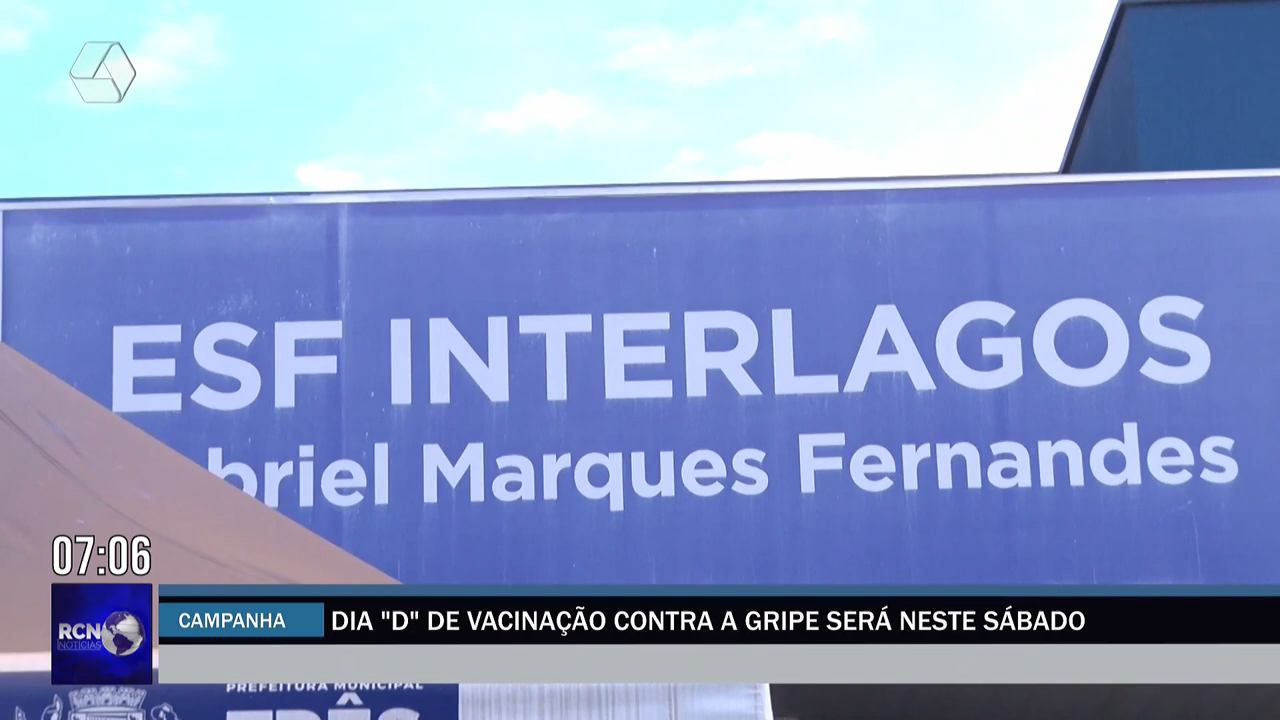 ESF INTERLAGOS
Marques Fernandes
07:06
CAMPANHA
DIA "D" DE VACINAÇÃO CONTRA A GRIPE SERÁ NESTE SÁBADO
RCN
NOTÍCIAS
PREFEITURA MUNICIPAL
TRÊS